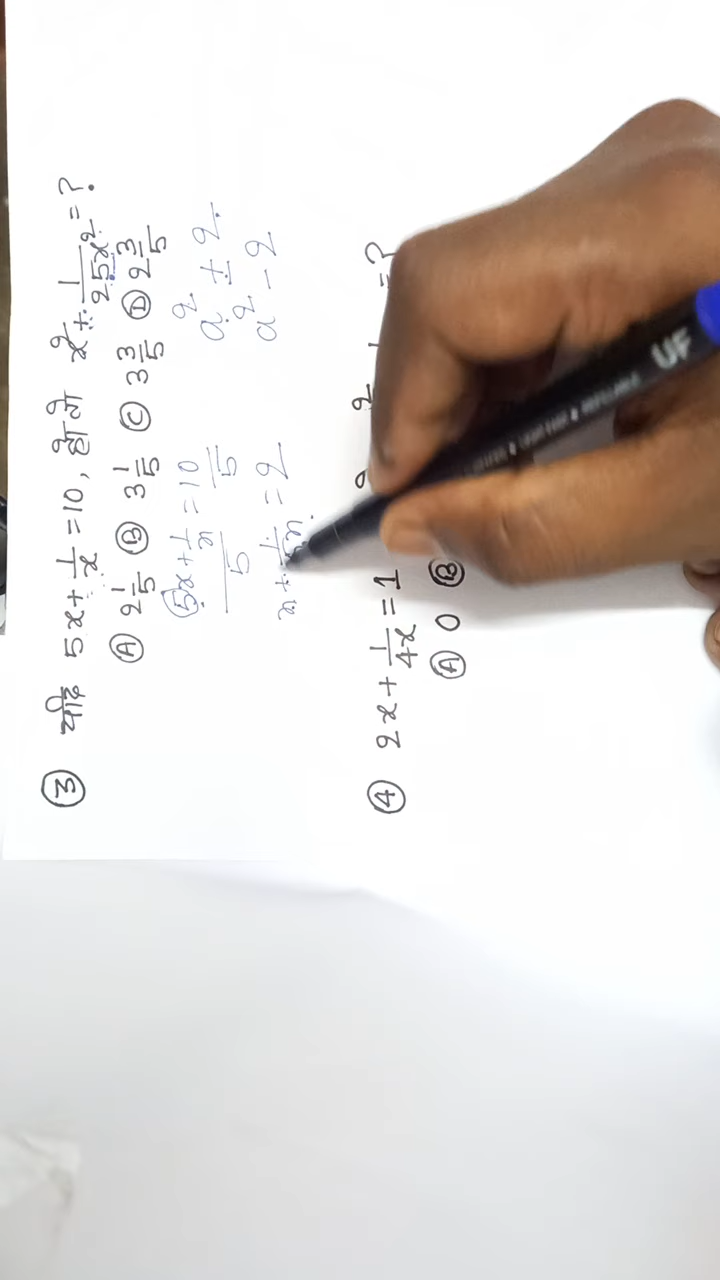 ③ यदि 5x + 1/x = 10, हो तो x² + 1/25x² = ?
Ⓐ 2 1/5 Ⓑ 3 1/5 Ⓒ 3 3/5 Ⓓ 2 3/5
5x + 1/x = 10
5 5
x + 1/5x = 2
a² ± 2
a² - 2
④ 2x + 1/4x = 1
= ?
Ⓐ 0 Ⓑ
UF